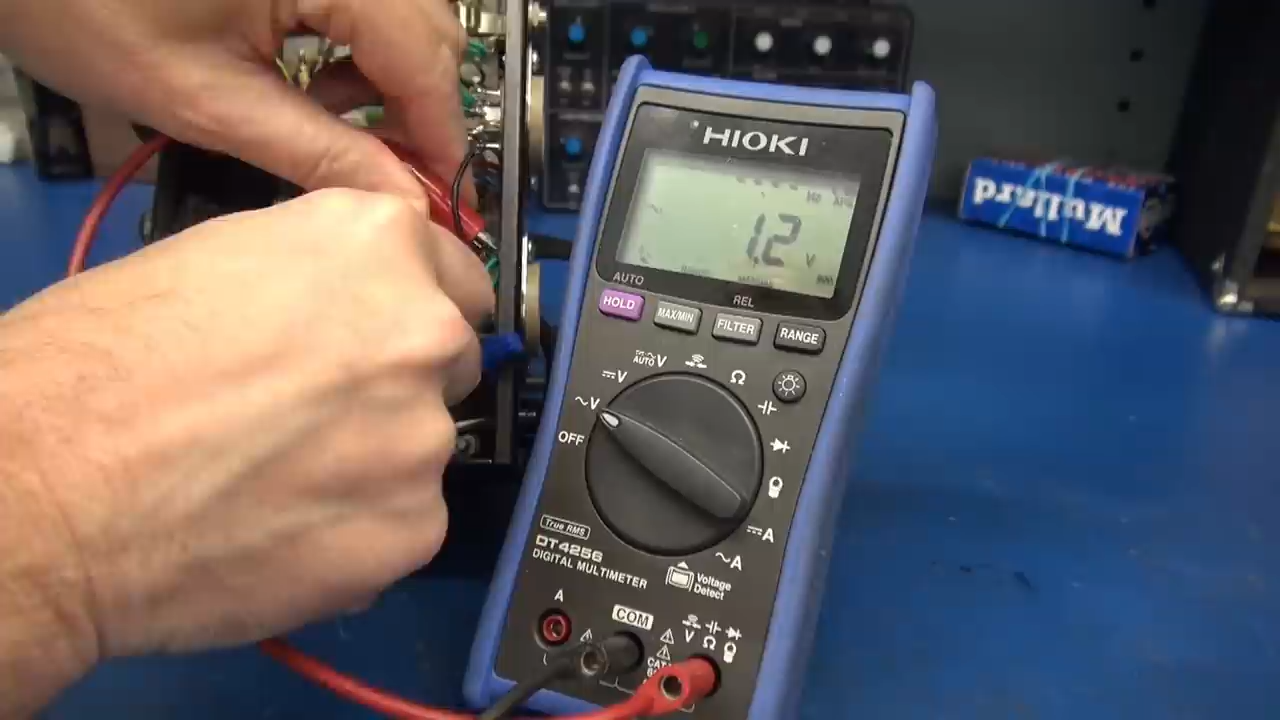 HIOKI
1.2
V
AUTO
REL
HOLD
MAX/MIN
FILTER
RANGE
AUTO V
⎓V
Ω
~V
OFF
⎓A
~A
True RMS
DT4256
DIGITAL MULTIMETER
Voltage
Detect
A
COM
V
Ω
CAT
Mullard